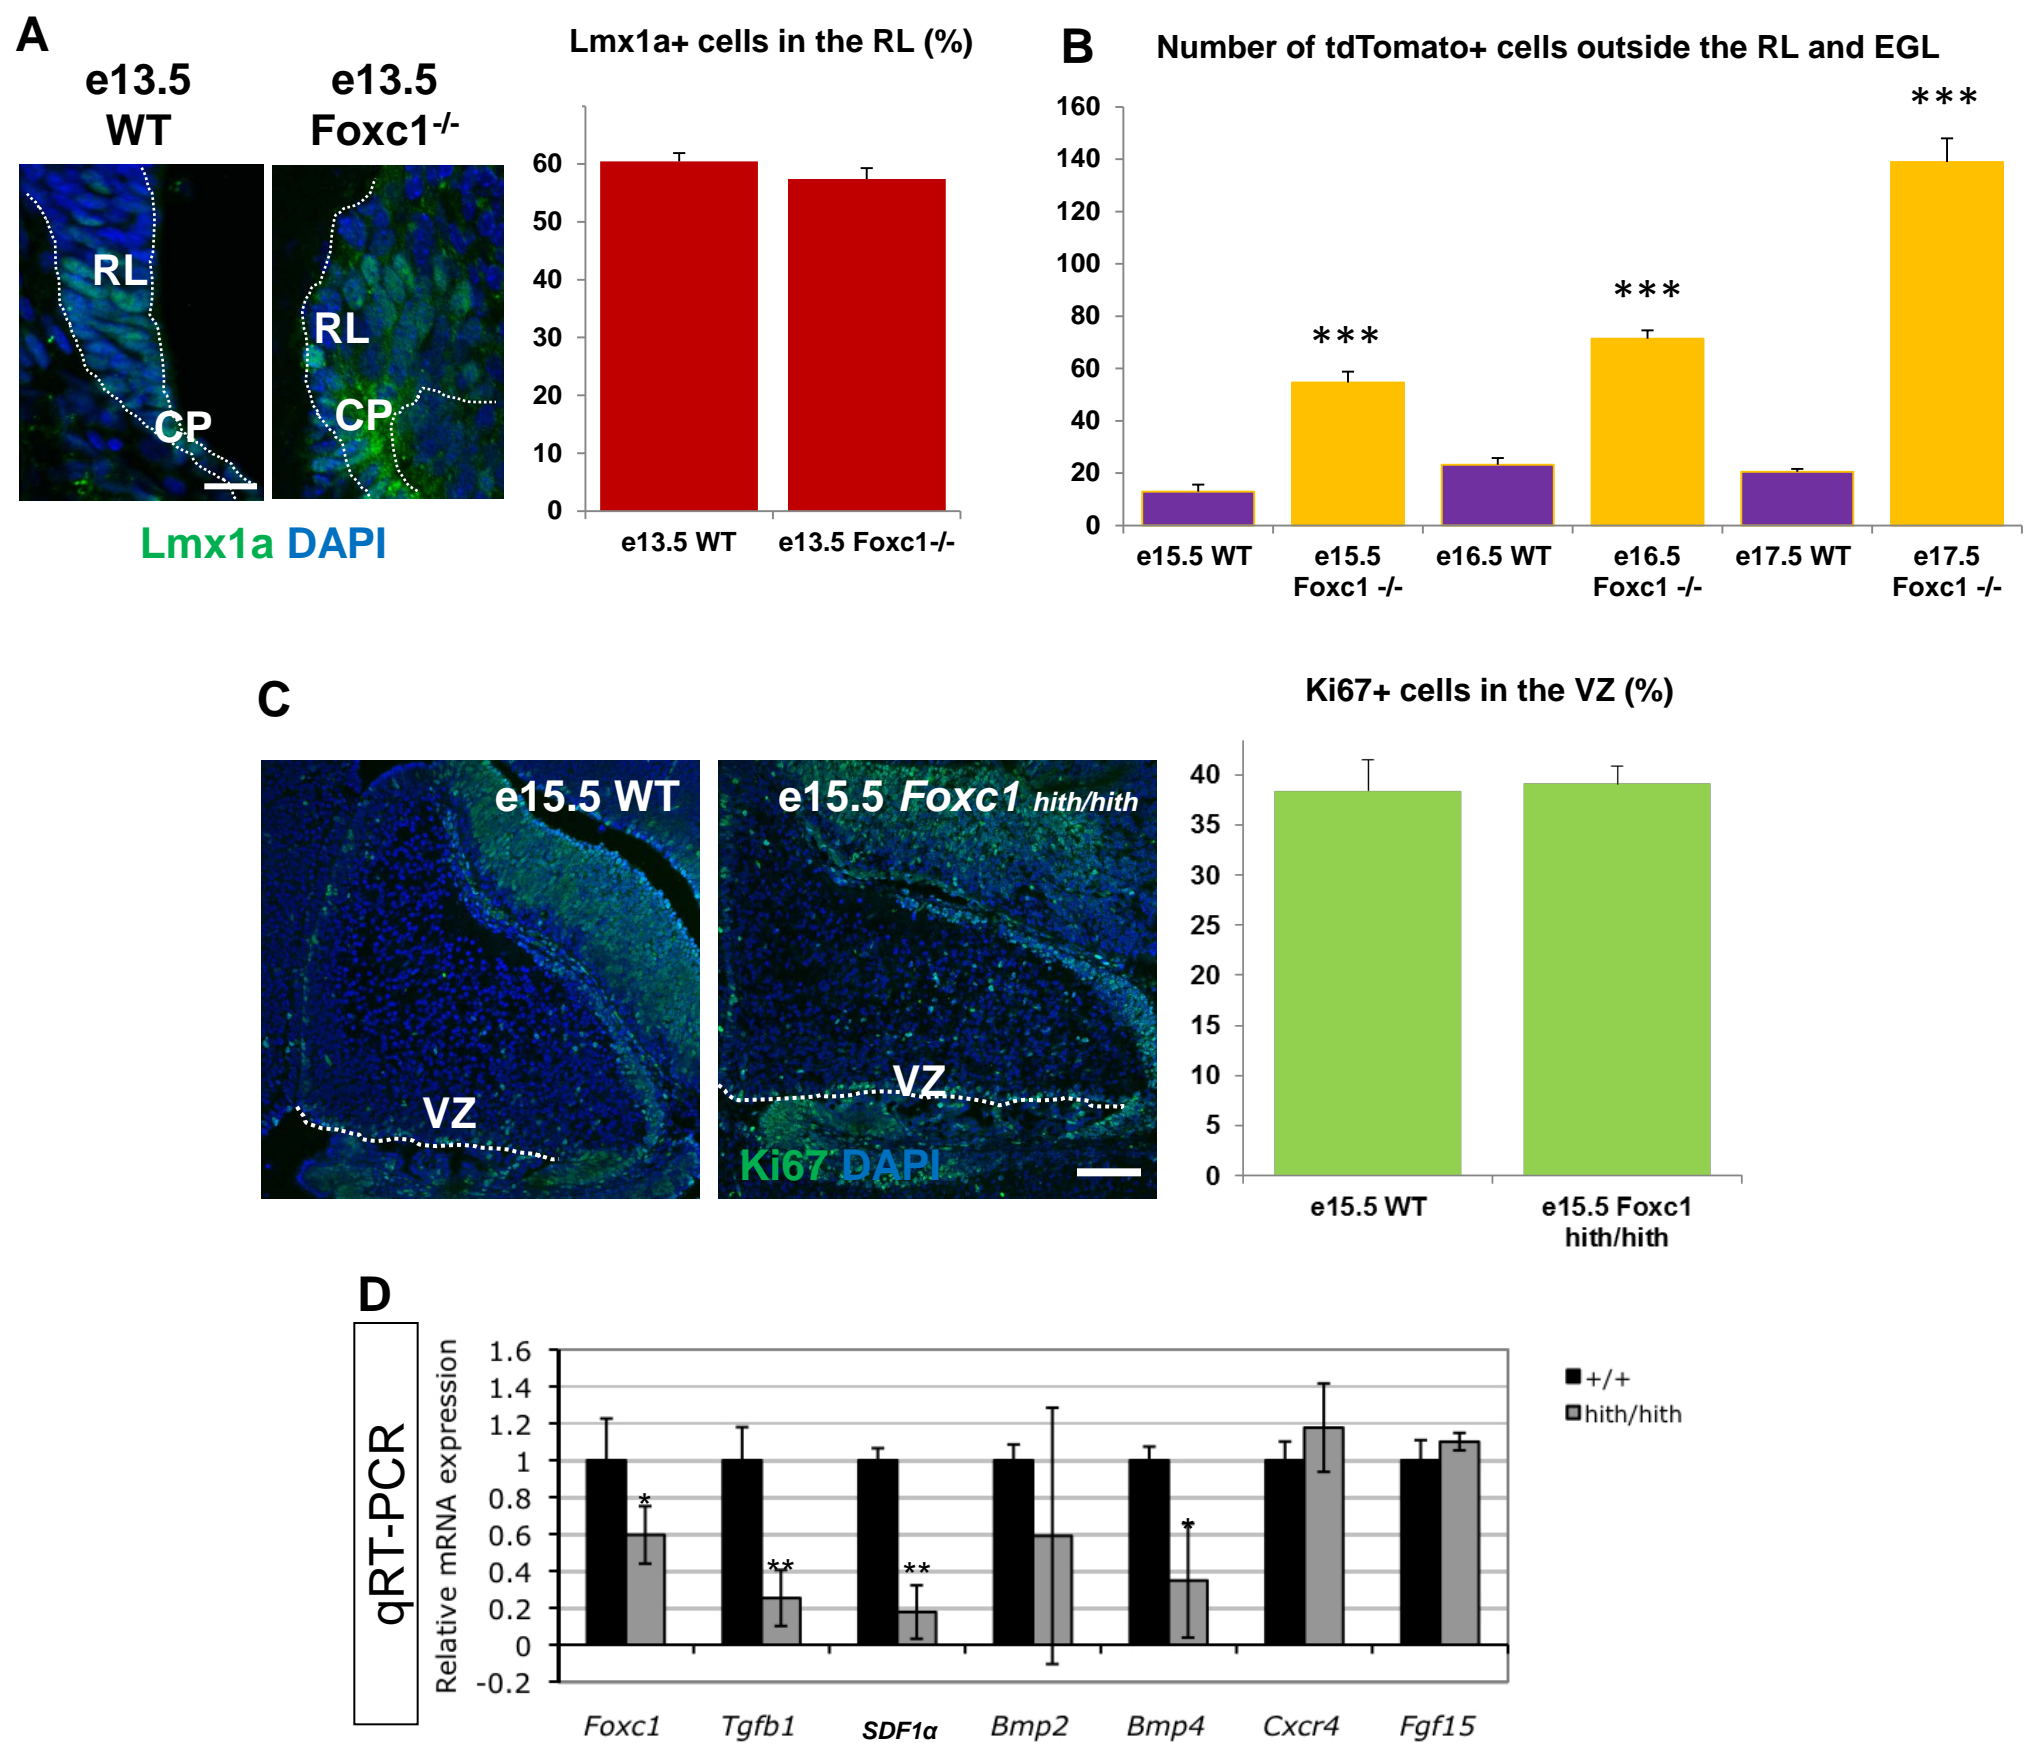 A
e13.5
WT
e13.5
Foxc1-/-
RL
CP
RL
CP
Lmx1a DAPI
Lmx1a+ cells in the RL (%)
60
50
40
30
20
10
0
e13.5 WT
e13.5 Foxc1-/-
B
Number of tdTomato+ cells outside the RL and EGL
160
140
120
100
80
60
40
20
0
***
***
***
e15.5 WT
e15.5
Foxc1 -/-
e16.5 WT
e16.5
Foxc1 -/-
e17.5 WT
e17.5
Foxc1 -/-
C
e15.5 WT
VZ
e15.5 Foxc1 hith/hith
VZ
Ki67 DAPI
Ki67+ cells in the VZ (%)
40
35
30
25
20
15
10
5
0
e15.5 WT
e15.5 Foxc1
hith/hith
D
qRT-PCR
Relative mRNA expression
1.6
1.4
1.2
1
0.8
0.6
0.4
0.2
0
-0.2
*
**
**
*
Foxc1
Tgfb1
SDF1α
Bmp2
Bmp4
Cxcr4
Fgf15
+/+
hith/hith